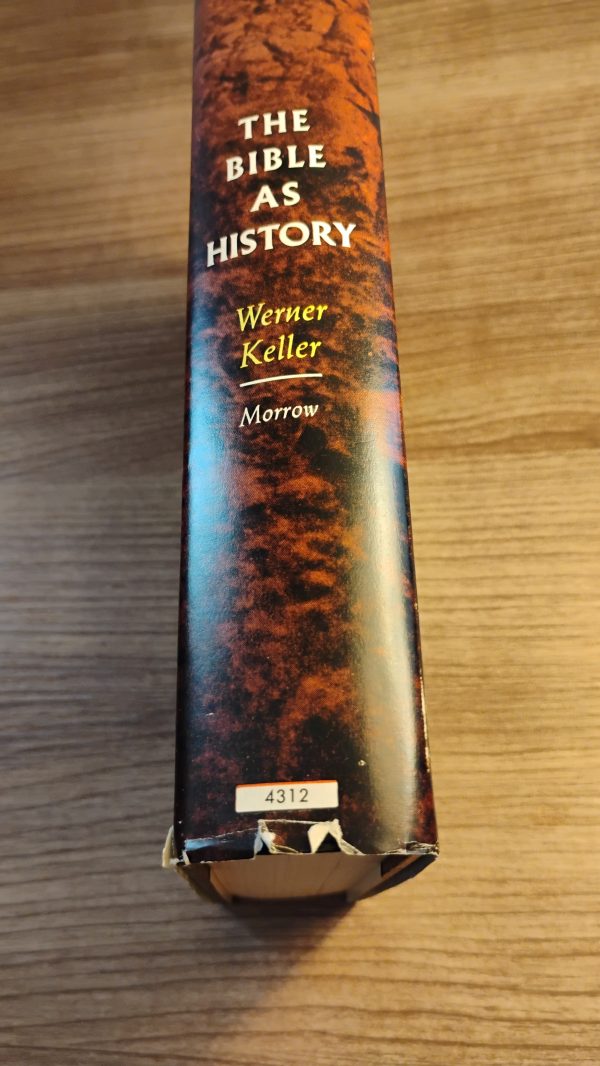 THE
BIBLE
AS
HISTORY
Werner
Keller
Morrow
4312